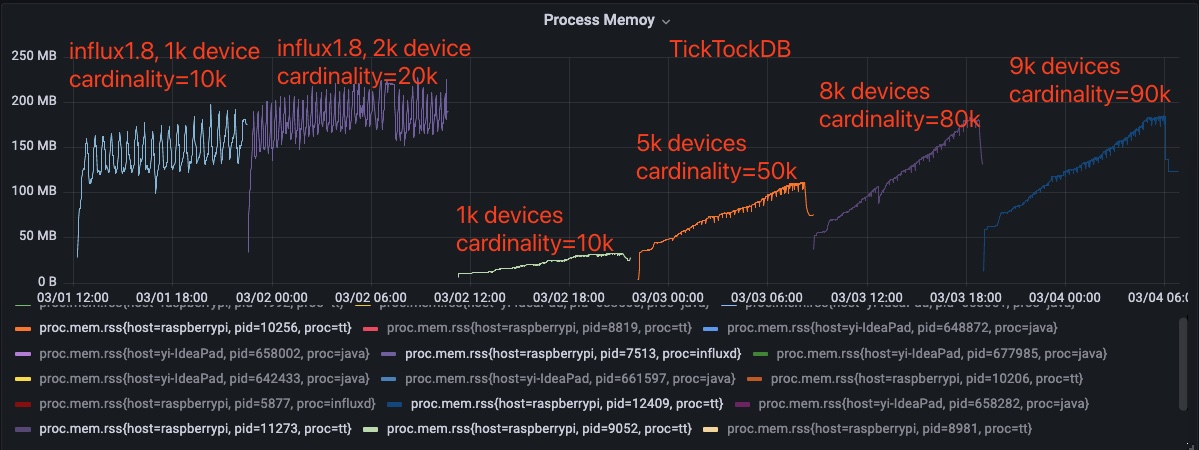 Process Memoy
250 MB
200 MB
150 MB
100 MB
50 MB
0 B
influx1.8, 1k device
cardinality=10k
influx1.8, 2k device
cardinality=20k
TickTockDB
1k devices
cardinality=10k
5k devices
cardinality=50k
8k devices
cardinality=80k
9k devices
cardinality=90k
03/01 12:00 03/01 18:00 03/02 00:00 03/02 06:00 03/02 12:00 03/02 18:00 03/03 00:00 03/03 06:00 03/03 12:00 03/03 18:00 03/04 00:00 03/04 06:0
proc.mem.rss{host=raspberrypi, pid=10256, proc=tt} proc.mem.rss{host=raspberrypi, pid=8819, proc=tt} proc.mem.rss{host=yi-IdeaPad, pid=648872, proc=java}
proc.mem.rss{host=yi-IdeaPad, pid=658002, proc=java} proc.mem.rss{host=raspberrypi, pid=7513, proc=influxd} proc.mem.rss{host=yi-IdeaPad, pid=677985, proc=java}
proc.mem.rss{host=yi-IdeaPad, pid=642433, proc=java} proc.mem.rss{host=yi-IdeaPad, pid=661597, proc=java} proc.mem.rss{host=raspberrypi, pid=10206, proc=tt}
proc.mem.rss{host=raspberrypi, pid=5877, proc=influxd} proc.mem.rss{host=raspberrypi, pid=12409, proc=tt} proc.mem.rss{host=yi-IdeaPad, pid=658282, proc=java}
proc.mem.rss{host=raspberrypi, pid=11273, proc=tt} proc.mem.rss{host=raspberrypi, pid=9052, proc=tt} proc.mem.rss{host=raspberrypi, pid=8981, proc=tt}